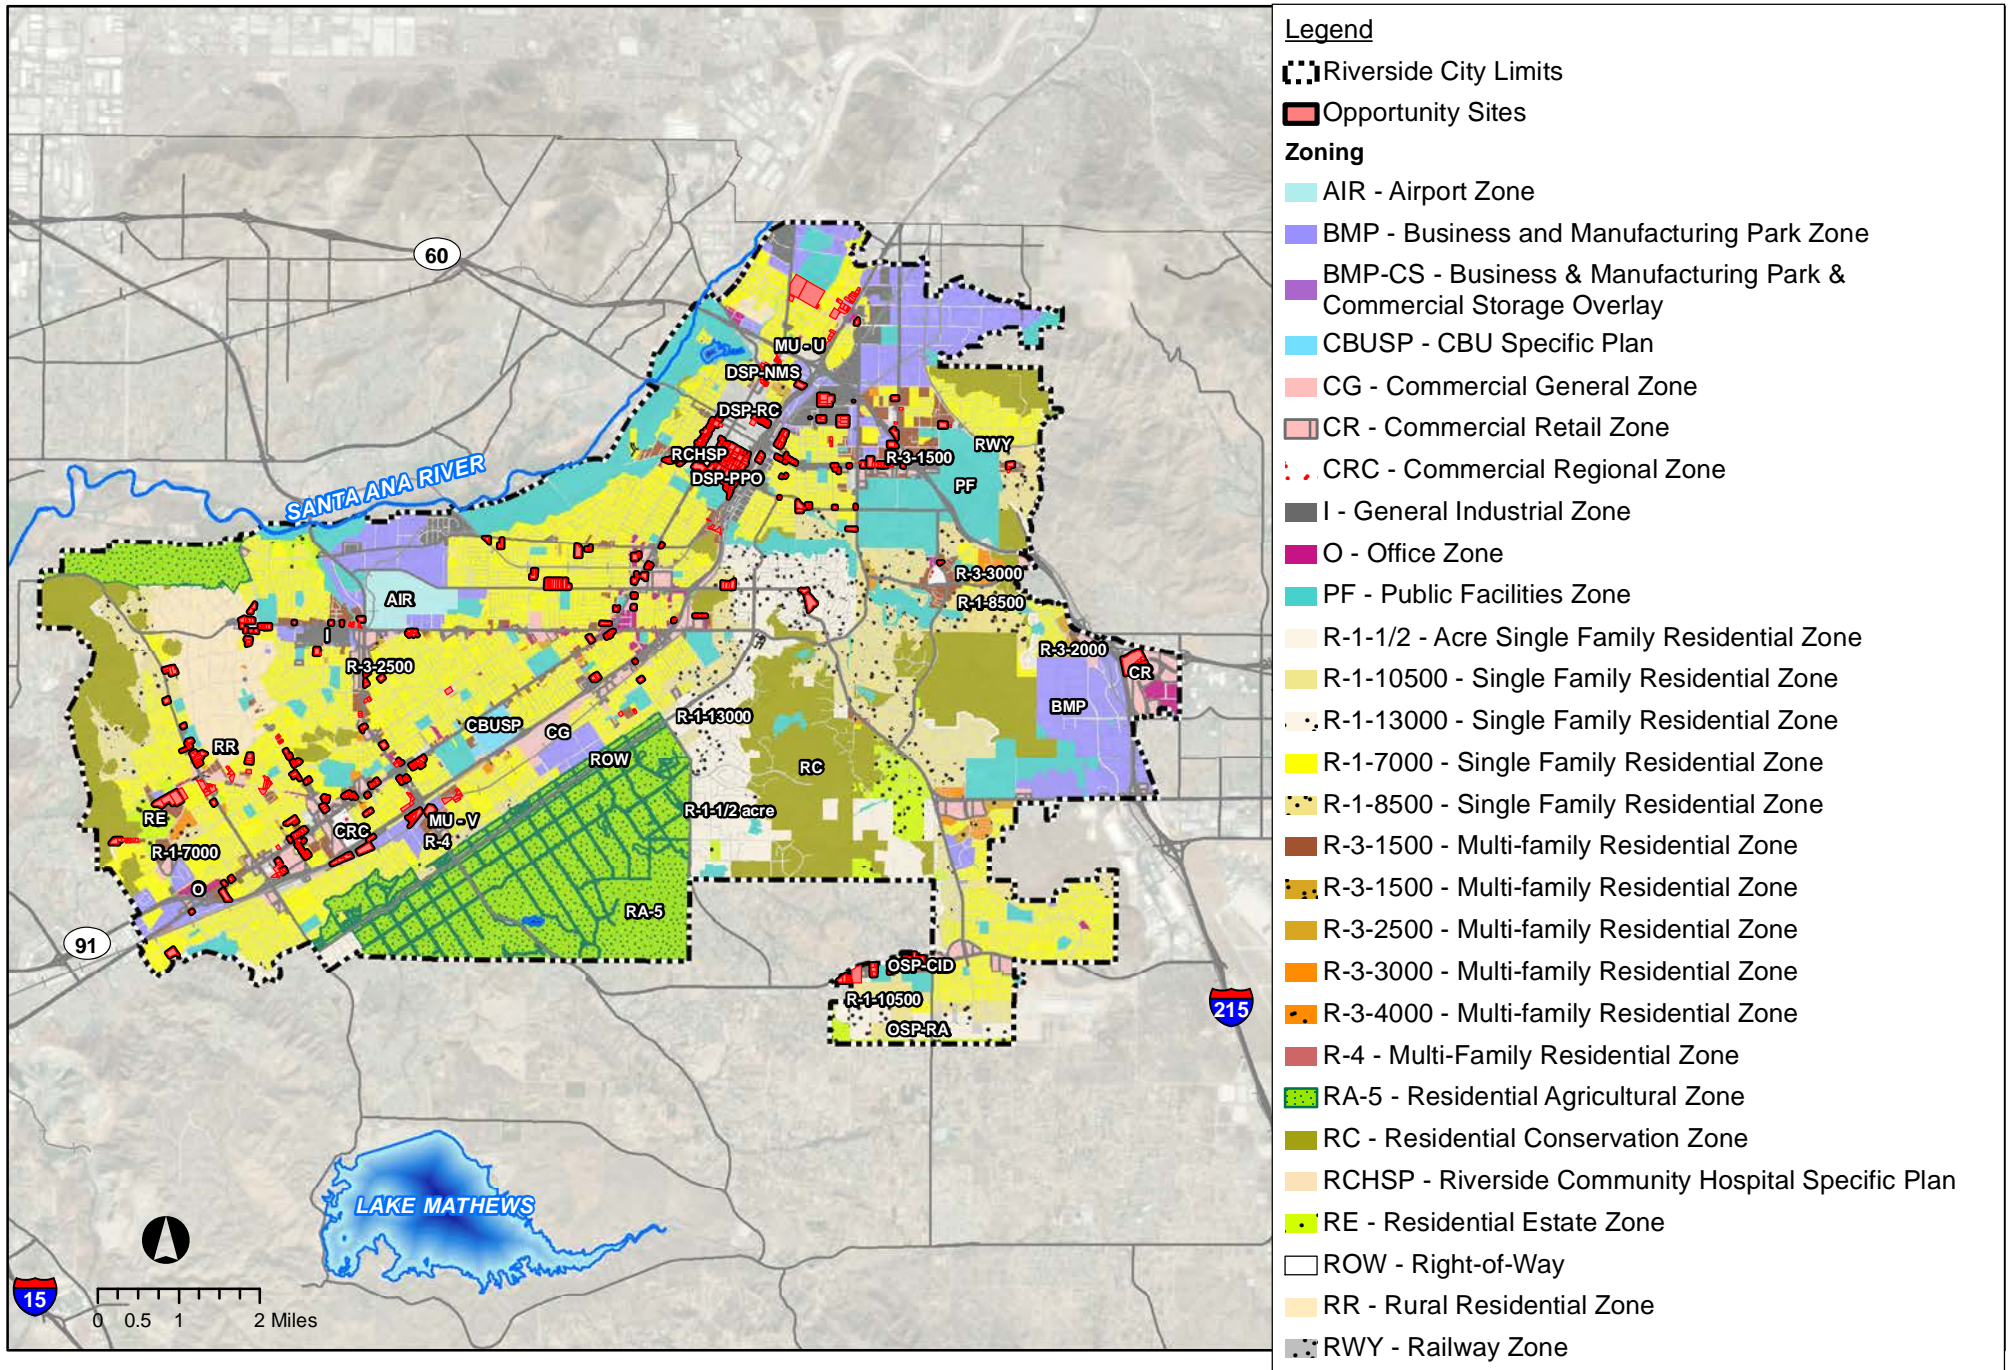 60
MU - U
DSP-NMS
DSP-RC
RCHSP
R-3-1500
RWY
DSP-PPO
PF
SANTA ANA RIVER
R-3-3000
AIR
R-1-8500
I
R-3-2000
R-3-2500
CR
BMP
R-1-13000
CBUSP
CG
RR
ROW
RC
R-1-1/2 acre
RE
MU - V
CRC
R-4
R-1-7000
O
RA-5
91
OSP-CID
R-1-10500
215
OSP-RA
LAKE MATHEWS
15
0 0.5 1 2 Miles
Legend
Riverside City Limits
Opportunity Sites
Zoning
AIR - Airport Zone
BMP - Business and Manufacturing Park Zone
BMP-CS - Business & Manufacturing Park &
Commercial Storage Overlay
CBUSP - CBU Specific Plan
CG - Commercial General Zone
CR - Commercial Retail Zone
CRC - Commercial Regional Zone
I - General Industrial Zone
O - Office Zone
PF - Public Facilities Zone
R-1-1/2 - Acre Single Family Residential Zone
R-1-10500 - Single Family Residential Zone
R-1-13000 - Single Family Residential Zone
R-1-7000 - Single Family Residential Zone
R-1-8500 - Single Family Residential Zone
R-3-1500 - Multi-family Residential Zone
R-3-1500 - Multi-family Residential Zone
R-3-2500 - Multi-family Residential Zone
R-3-3000 - Multi-family Residential Zone
R-3-4000 - Multi-family Residential Zone
R-4 - Multi-Family Residential Zone
RA-5 - Residential Agricultural Zone
RC - Residential Conservation Zone
RCHSP - Riverside Community Hospital Specific Plan
RE - Residential Estate Zone
ROW - Right-of-Way
RR - Rural Residential Zone
RWY - Railway Zone